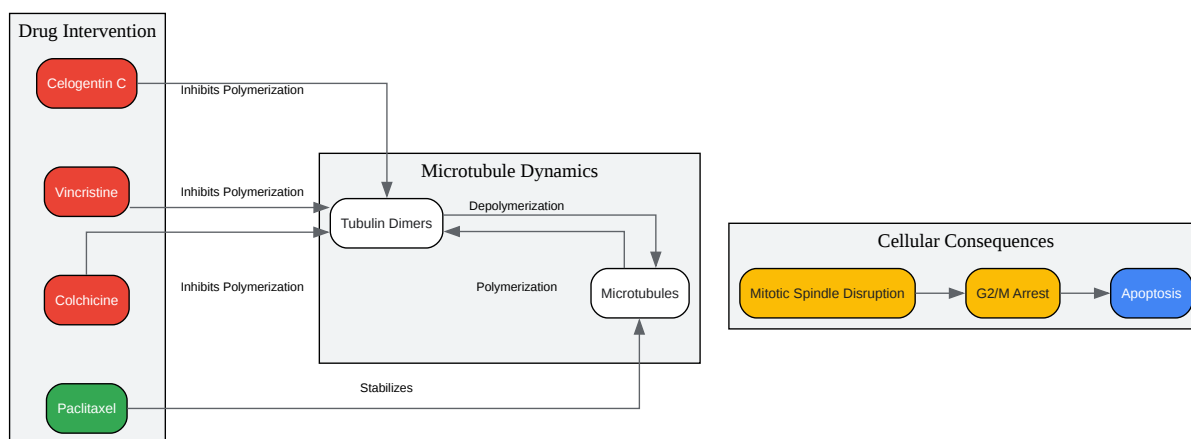 Drug Intervention
Celogentin C
Inhibits Polymerization
Vincristine
Inhibits Polymerization
Colchicine
Inhibits Polymerization
Paclitaxel
Stabilizes
Microtubule Dynamics
Tubulin Dimers
Depolymerization
Polymerization
Microtubules
Cellular Consequences
Mitotic Spindle Disruption
G2/M Arrest
Apoptosis